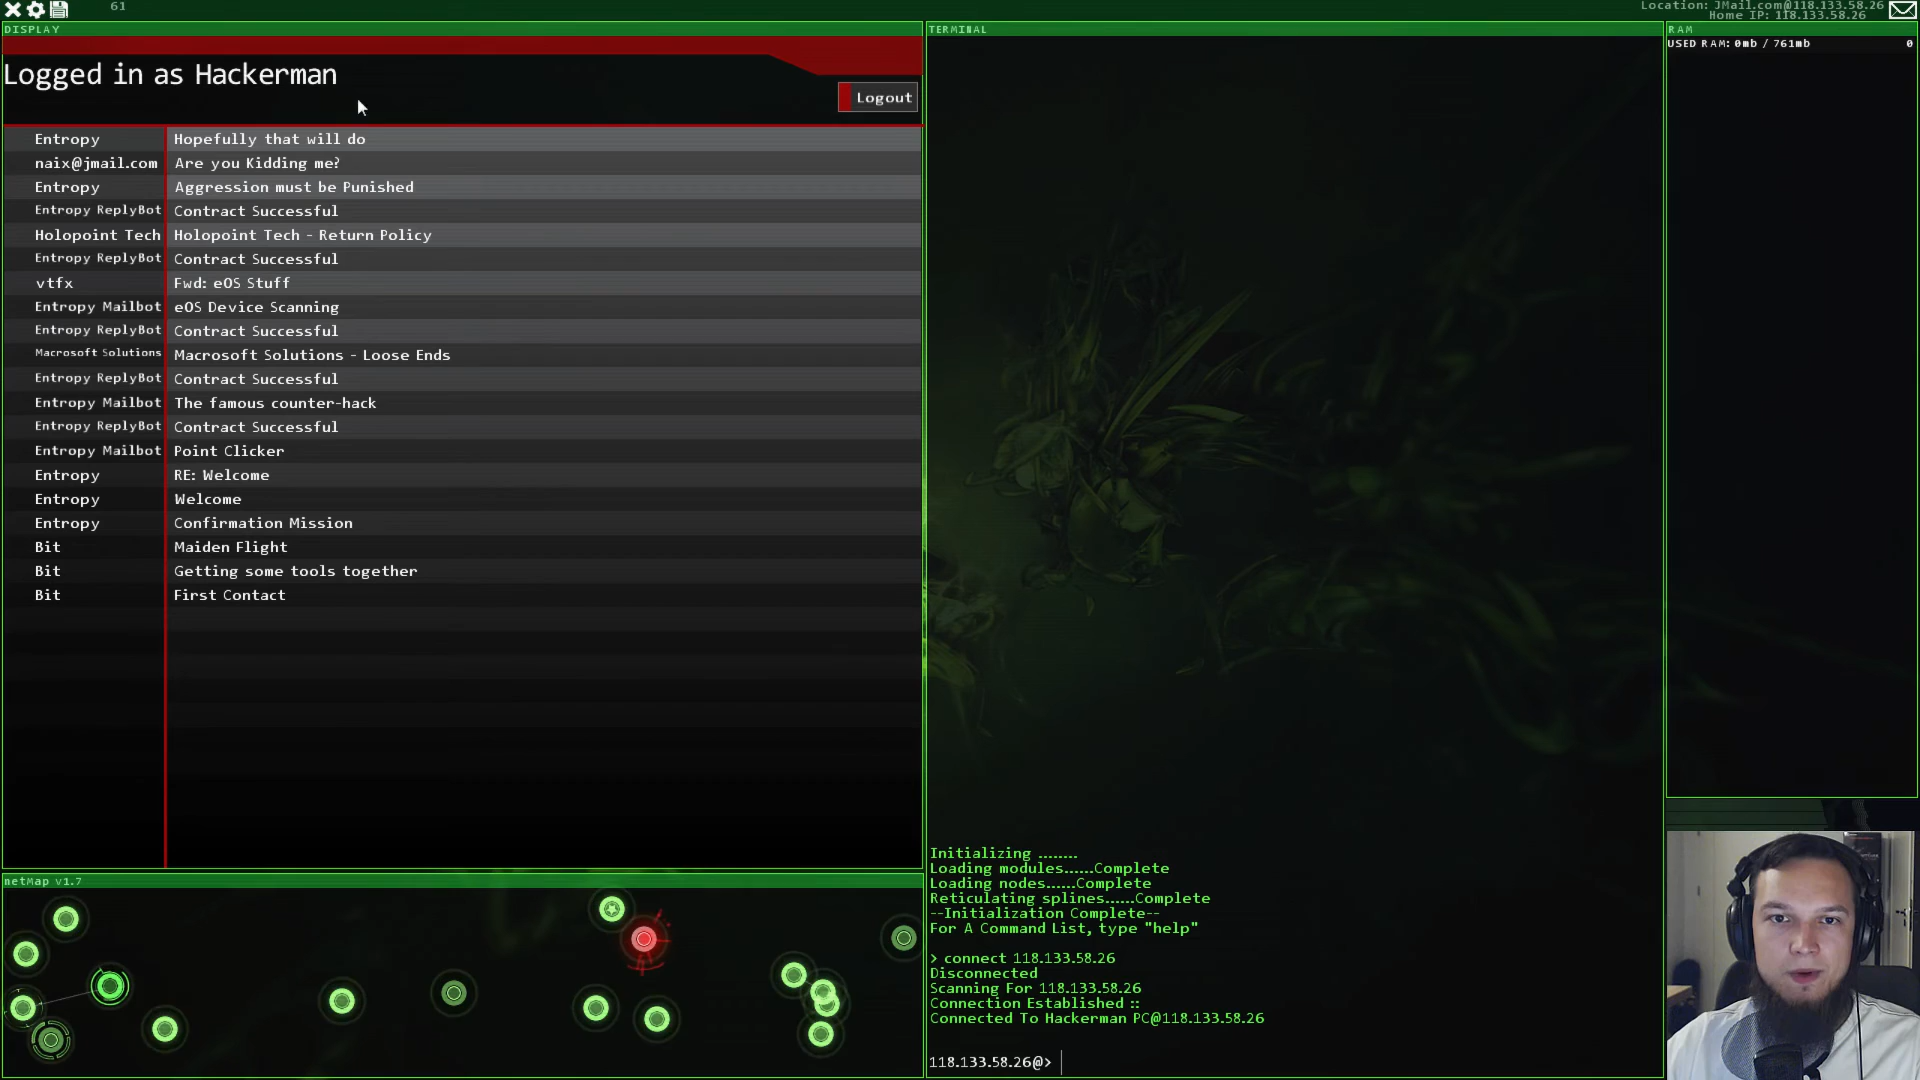 61
Location: JMail.com@118.133.58.26
Home IP: 118.133.58.26
DISPLAY
Logged in as Hackerman
Logout
Entropy Hopefully that will do
naix@jmail.com Are you Kidding me?
Entropy Aggression must be Punished
Entropy ReplyBot Contract Successful
Holopoint Tech Holopoint Tech - Return Policy
Entropy ReplyBot Contract Successful
vtfx Fwd: eOS Stuff
Entropy Mailbot eOS Device Scanning
Entropy ReplyBot Contract Successful
Macrosoft Solutions Macrosoft Solutions - Loose Ends
Entropy ReplyBot Contract Successful
Entropy Mailbot The famous counter-hack
Entropy ReplyBot Contract Successful
Entropy Mailbot Point Clicker
Entropy RE: Welcome
Entropy Welcome
Entropy Confirmation Mission
Bit Maiden Flight
Bit Getting some tools together
Bit First Contact
netMap v1.7
TERMINAL
Initializing ........
Loading modules......Complete
Loading nodes......Complete
Reticulating splines......Complete
--Initialization Complete--
For A Command List, type "help"
> connect 118.133.58.26
Disconnected
Scanning For 118.133.58.26
Connection Established ::
Connected To Hackerman PC@118.133.58.26
118.133.58.26@>
RAM
USED RAM: 0mb / 761mb 0